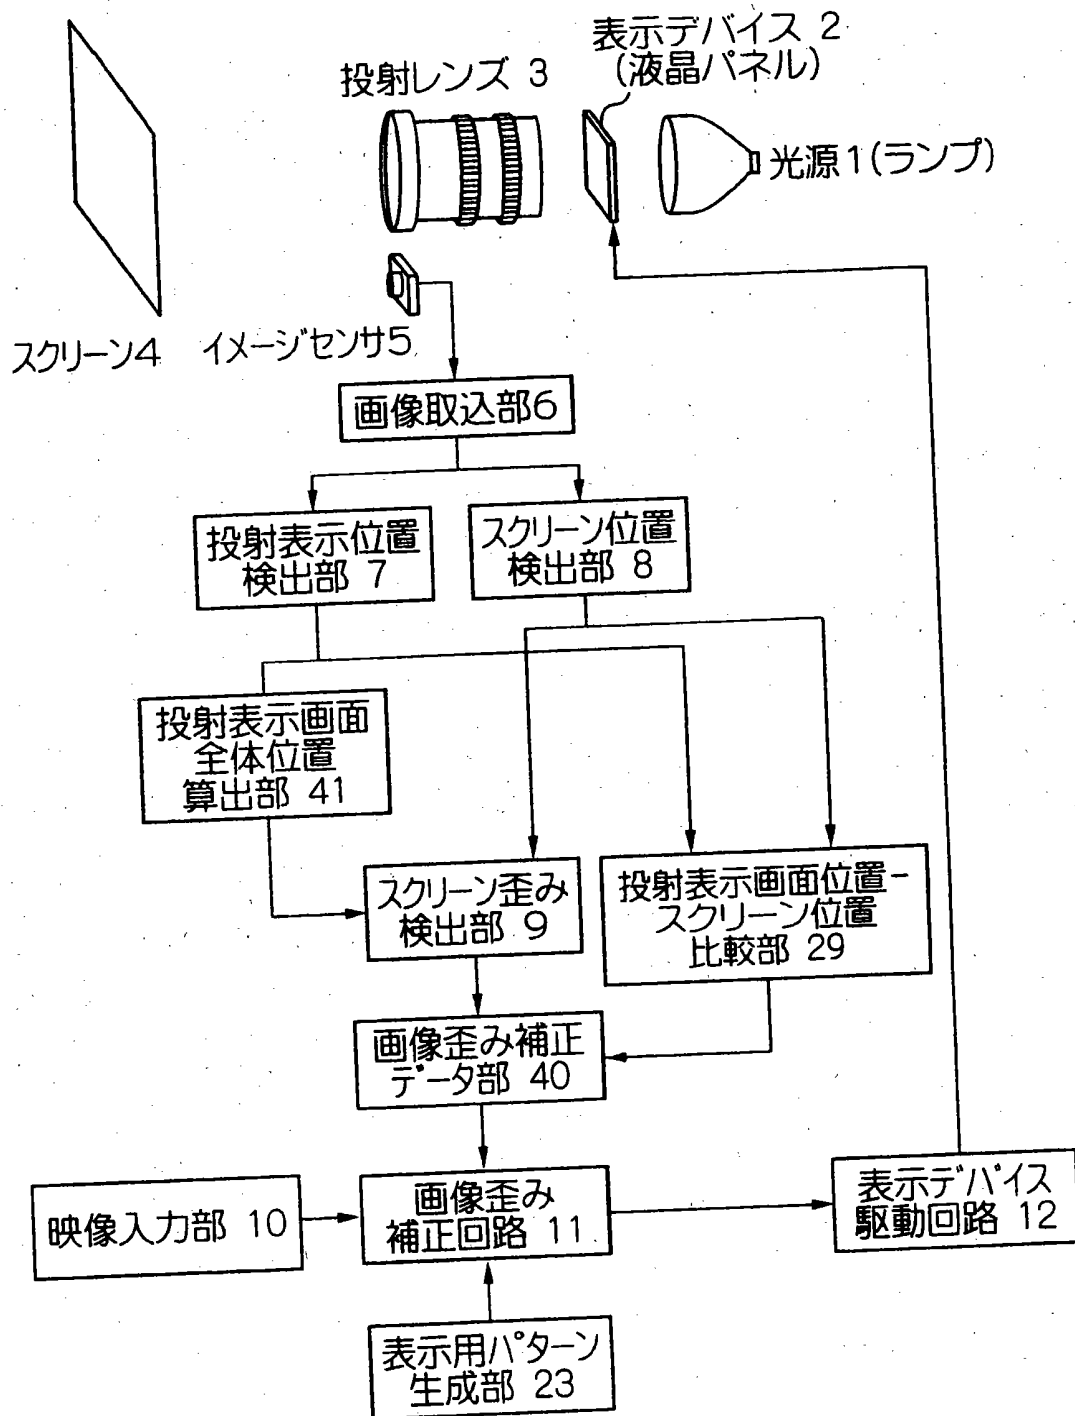 表示デバイス 2
(液晶パネル)
投射レンズ 3
光源1(ランプ)
スクリーン4
イメージセンサ5
画像取込部6
投射表示位置
検出部 7
スクリーン位置
検出部 8
投射表示画面
全体位置
算出部 41
スクリーン歪み
検出部 9
投射表示画面位置-
スクリーン位置
比較部 29
画像歪み補正
データ部 40
映像入力部 10
画像歪み
補正回路 11
表示デバイス
駆動回路 12
表示用パターン
生成部 23